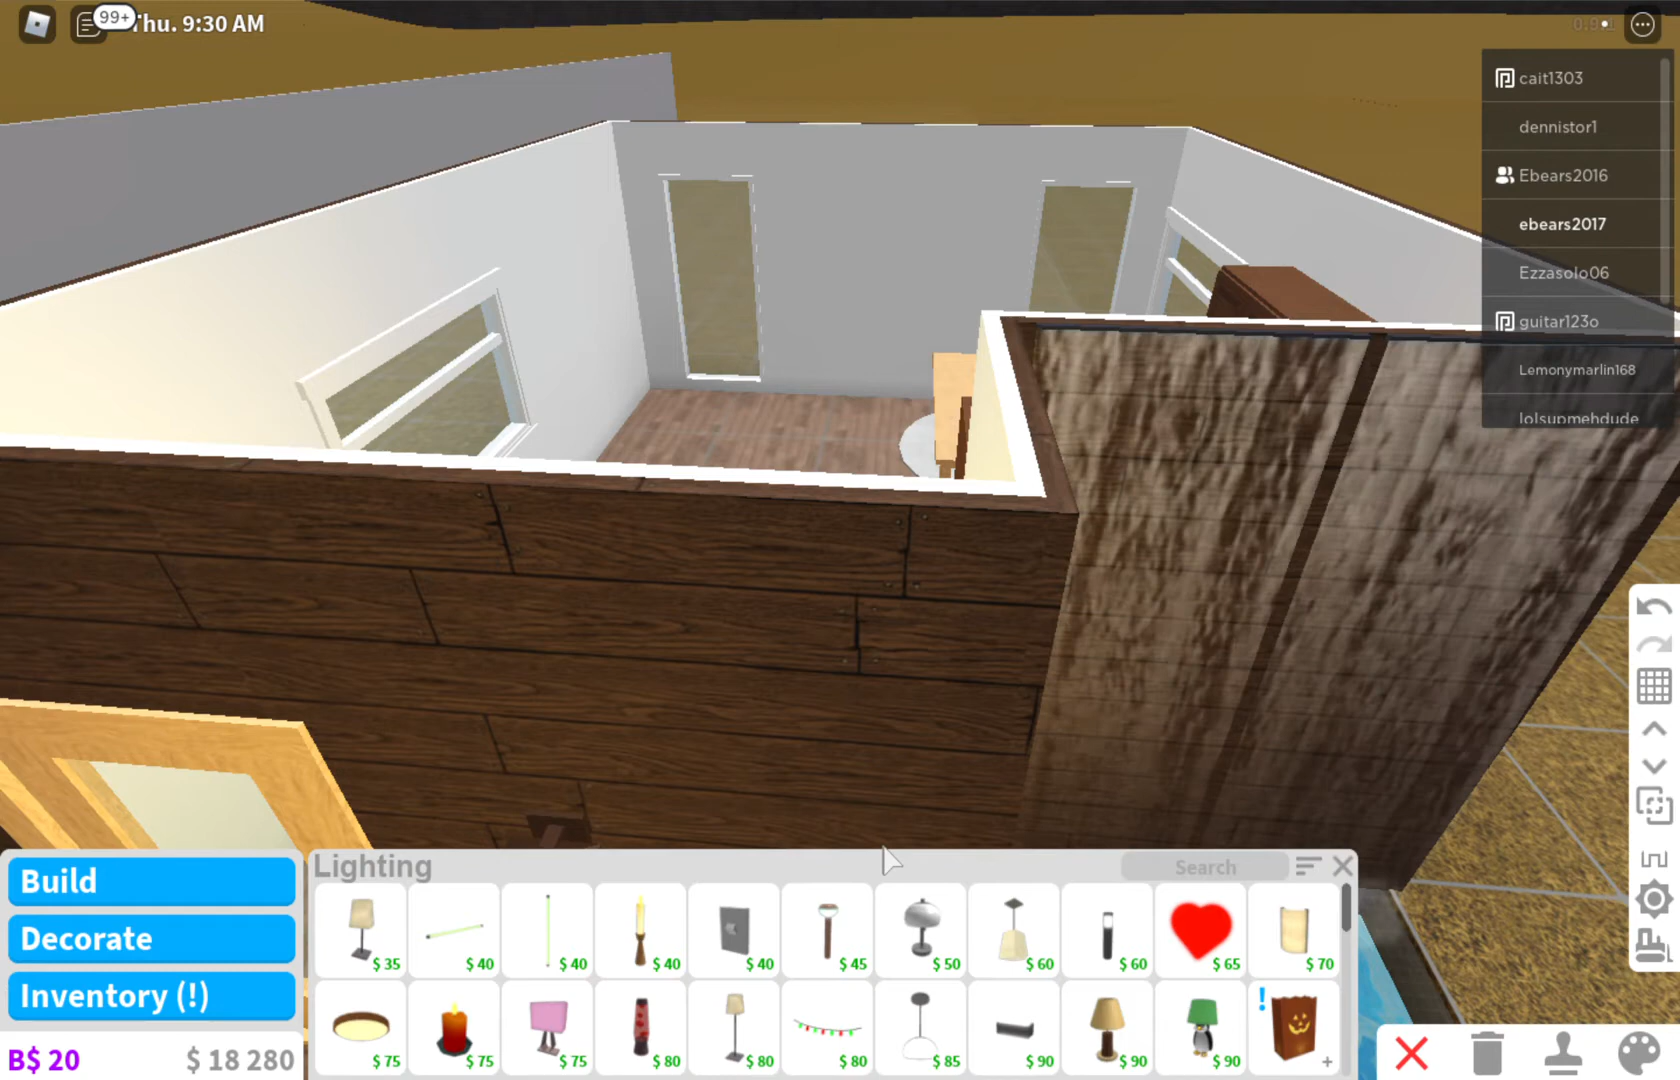 99+
Thu. 9:30 AM
cait1303
dennistor1
Ebears2016
ebears2017
Ezzasolo06
guitar123o
Lemonymarlin168
lolsupmehdude
Build
Decorate
Inventory (!)
B$ 20
$ 18 280
Lighting
Search
$ 35
$ 40
$ 40
$ 40
$ 40
$ 45
$ 50
$ 60
$ 60
$ 65
$ 70
$ 75
$ 75
$ 75
$ 80
$ 80
$ 80
$ 85
$ 90
$ 90
$ 90
!
+